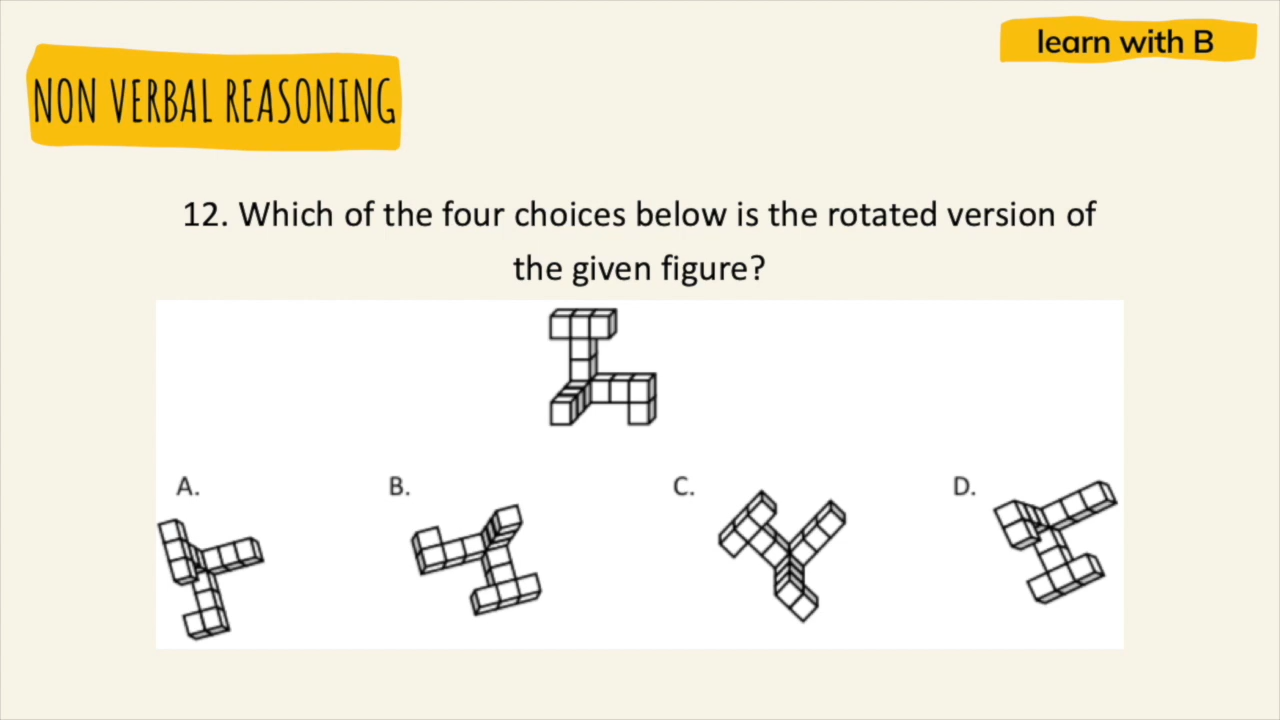 learn with B
NON VERBAL REASONING
12. Which of the four choices below is the rotated version of
the given figure?
A.
B.
C.
D.